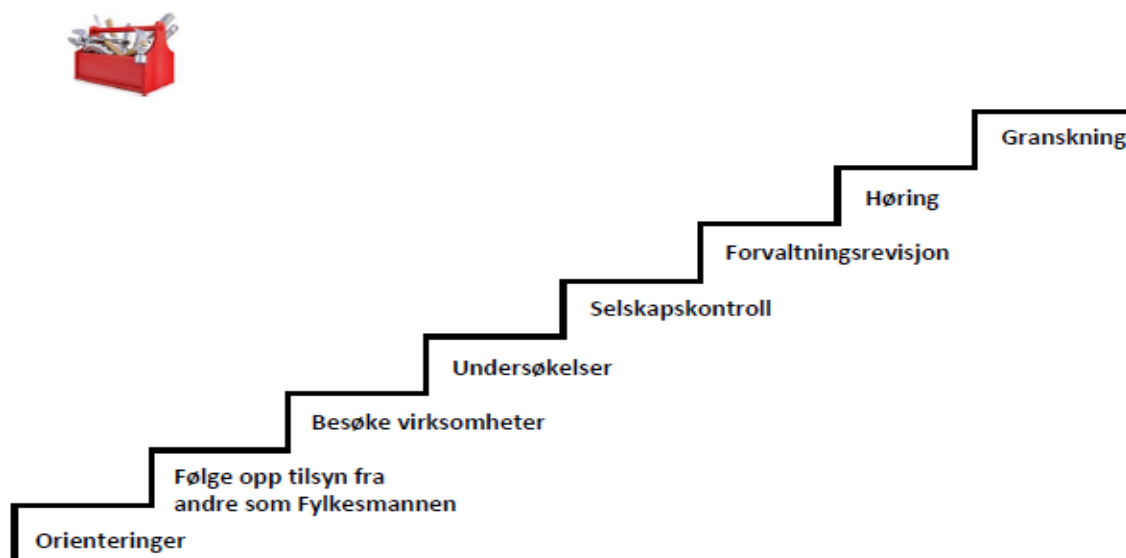 Granskning
Høring
Forvaltningsrevisjon
Selskapskontroll
Undersøkelser
Besøke virksomheter
Følge opp tilsyn fra
andre som Fylkesmannen
Orienteringer